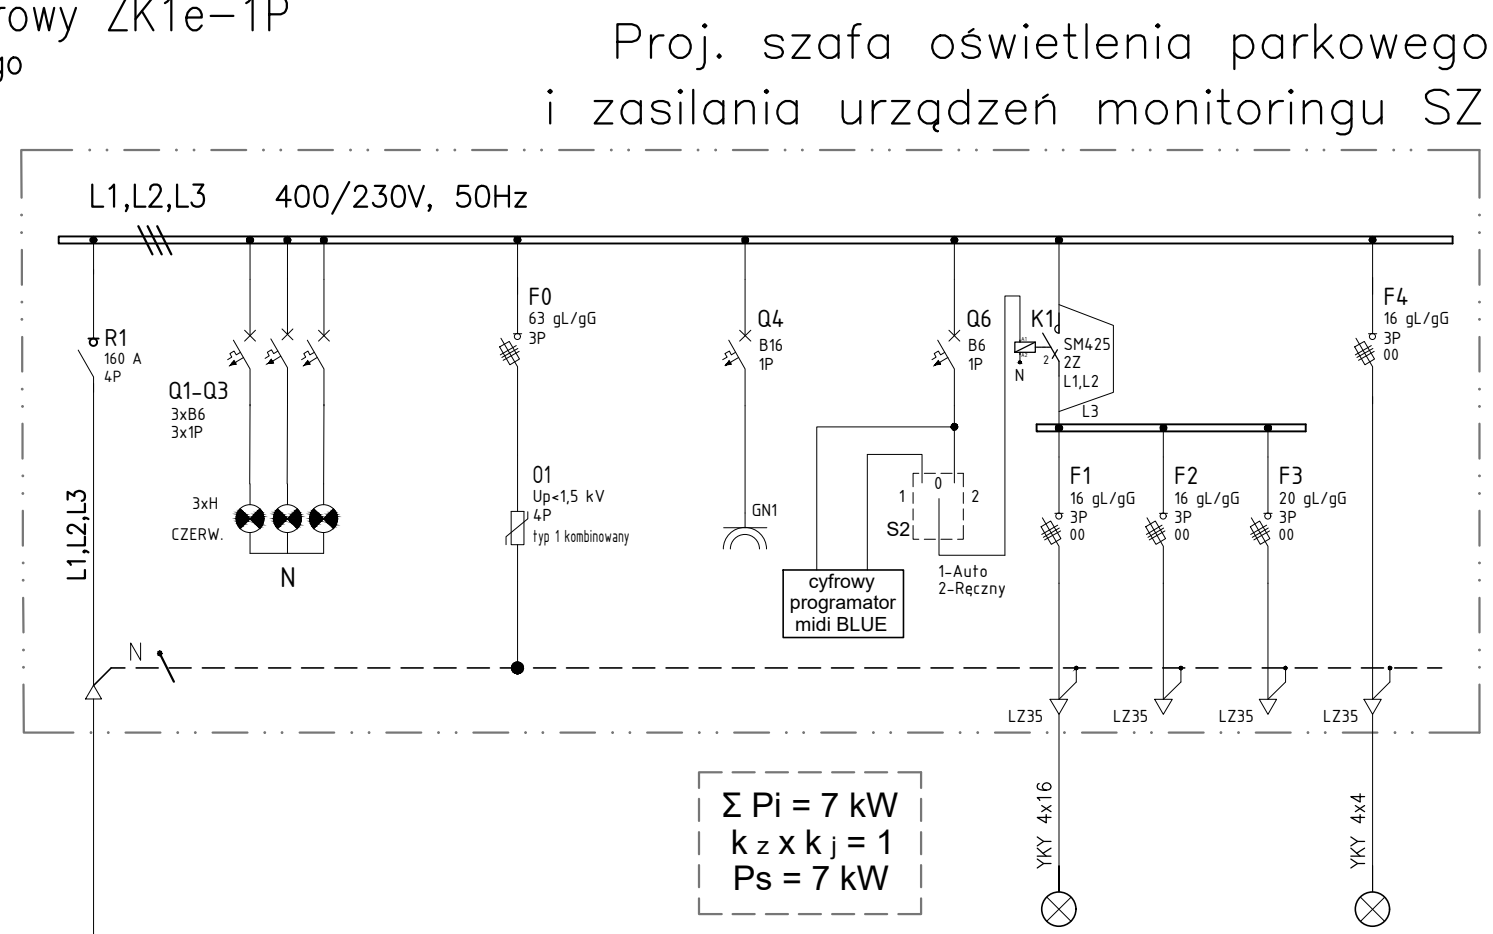 rowy ZK1e-1P
go
Proj. szafa oświetlenia parkowego
i zasilania urządzeń monitoringu SZ
L1,L2,L3 400/230V, 50Hz
R1
160 A
4P
Q1-Q3
3xB6
3x1P
F0
63 gL/gG
3P
Q4
B16
1P
Q6
B6
1P
K1
A1
A2
2
N
SM425
2Z
L1,L2
L3
F4
16 gL/gG
3P
00
L1,L2,L3
3xH
CZERW.
N
O1
Up<1,5 kV
4P
typ 1 kombinowany
GN1
1 0 2
S2
1-Auto
2-Ręczny
cyfrowy
programator
midi BLUE
F1
16 gL/gG
3P
00
F2
16 gL/gG
3P
00
F3
20 gL/gG
3P
00
N
LZ35
LZ35
LZ35
LZ35
Σ Pi = 7 kW
k z x k j = 1
Ps = 7 kW
YKY 4x16
YKY 4x4